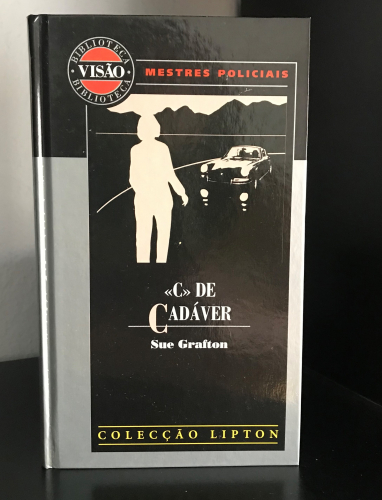 BIBLIOTECA
VISÃO
BIBLIOTECA
MESTRES POLICIAIS
«C» DE
CADÁVER
Sue Grafton
COLECÇÃO LIPTON